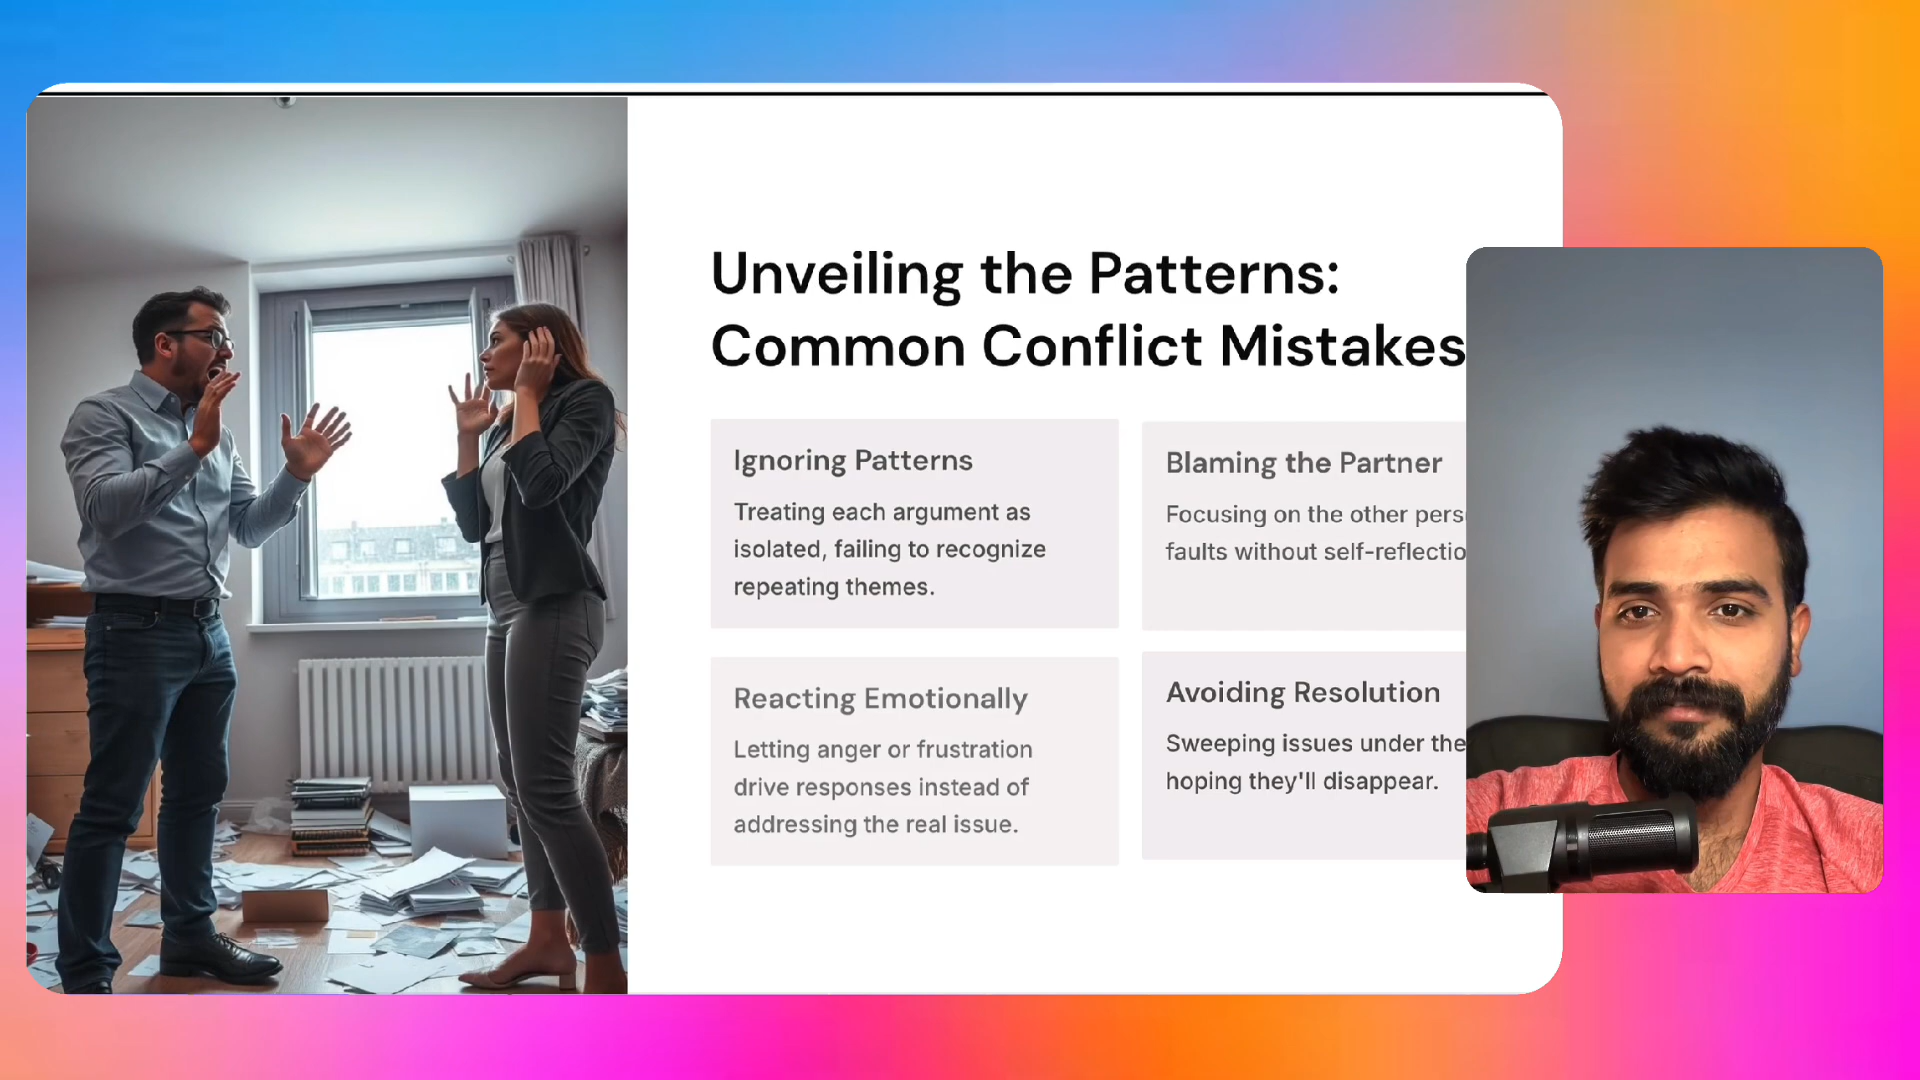 Unveiling the Patterns:
Common Conflict Mistakes
Ignoring Patterns
Treating each argument as
isolated, failing to recognize
repeating themes.
Blaming the Partner
Focusing on the other
faults without
Reacting Emotionally
Letting anger or frustration
drive responses instead of
addressing the real issue.
Avoiding Resolution
Sweeping issues under the
hoping they'll disappear.